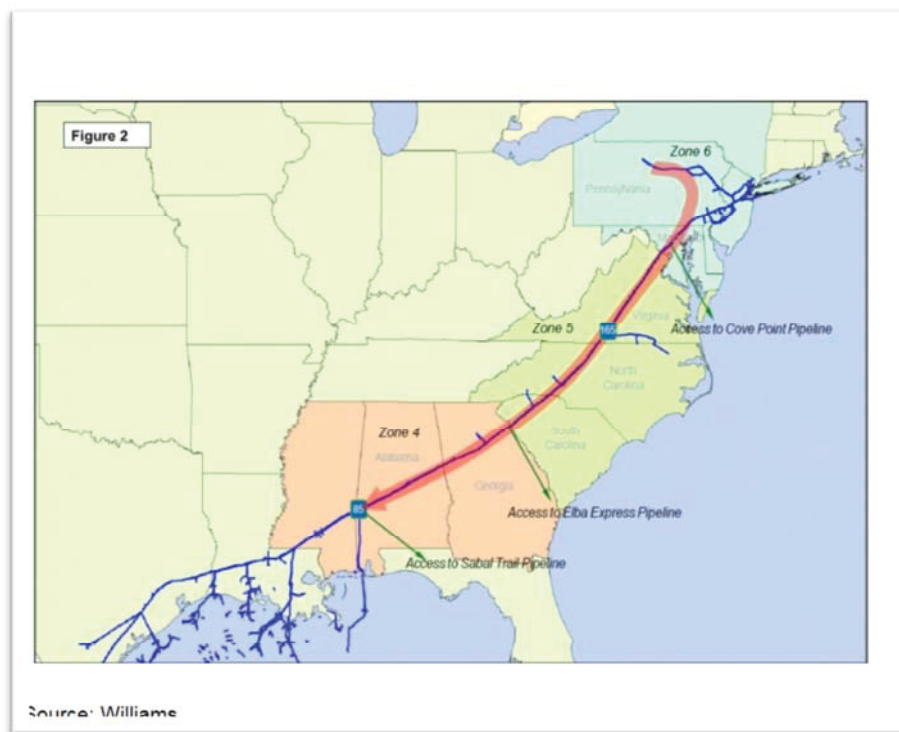 Figure 2
Zone 6
Pennsylvania
Virginia
Access to Cove Point Pipeline
165
Zone 5
North
Carolina
South
Carolina
Zone 4
Alabama
Georgia
Access to Elba Express Pipeline
85
Access to Sabal Trail Pipeline
Source: Williams